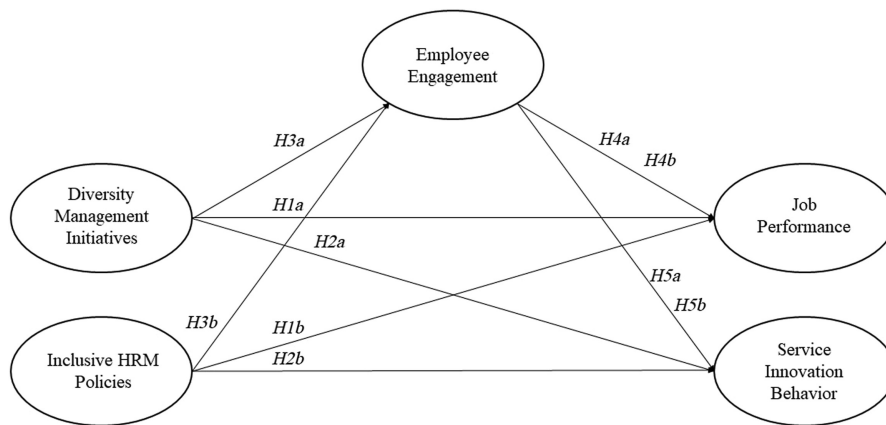 Employee
Engagement
H3a
H4a
H4b
Diversity
Management
Initiatives
H1a
Job
Performance
H2a
H5a
H5b
H3b
H1b
H2b
Inclusive HRM
Policies
Service
Innovation
Behavior